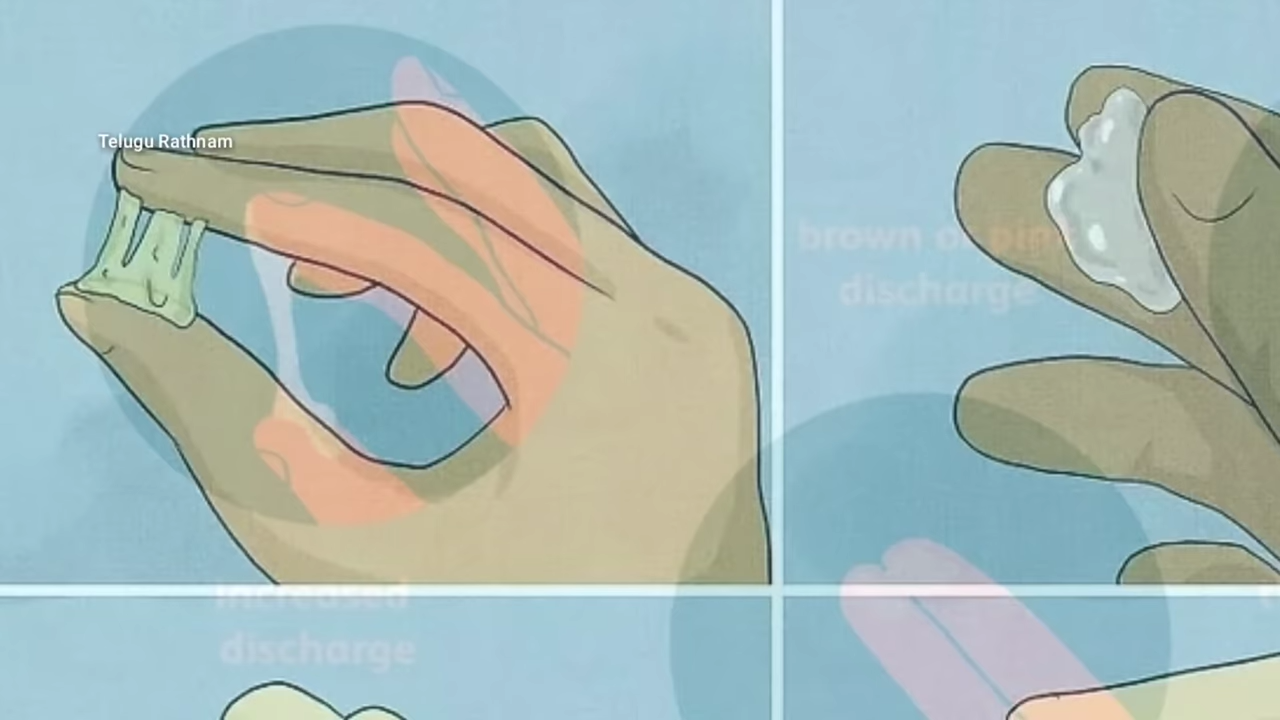 Telugu Rathnam
brown or pink
discharge
increased
discharge